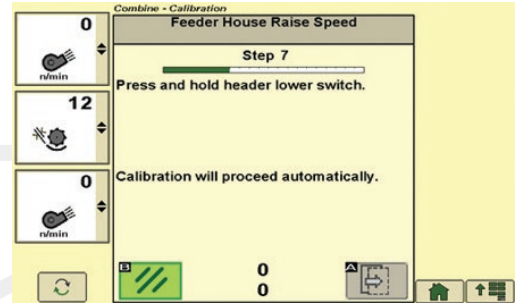 Combine - Calibration
Feeder House Raise Speed
Step 7
Press and hold header lower switch.
Calibration will proceed automatically.
0
n/min
12
0
n/min
B
0
0
A